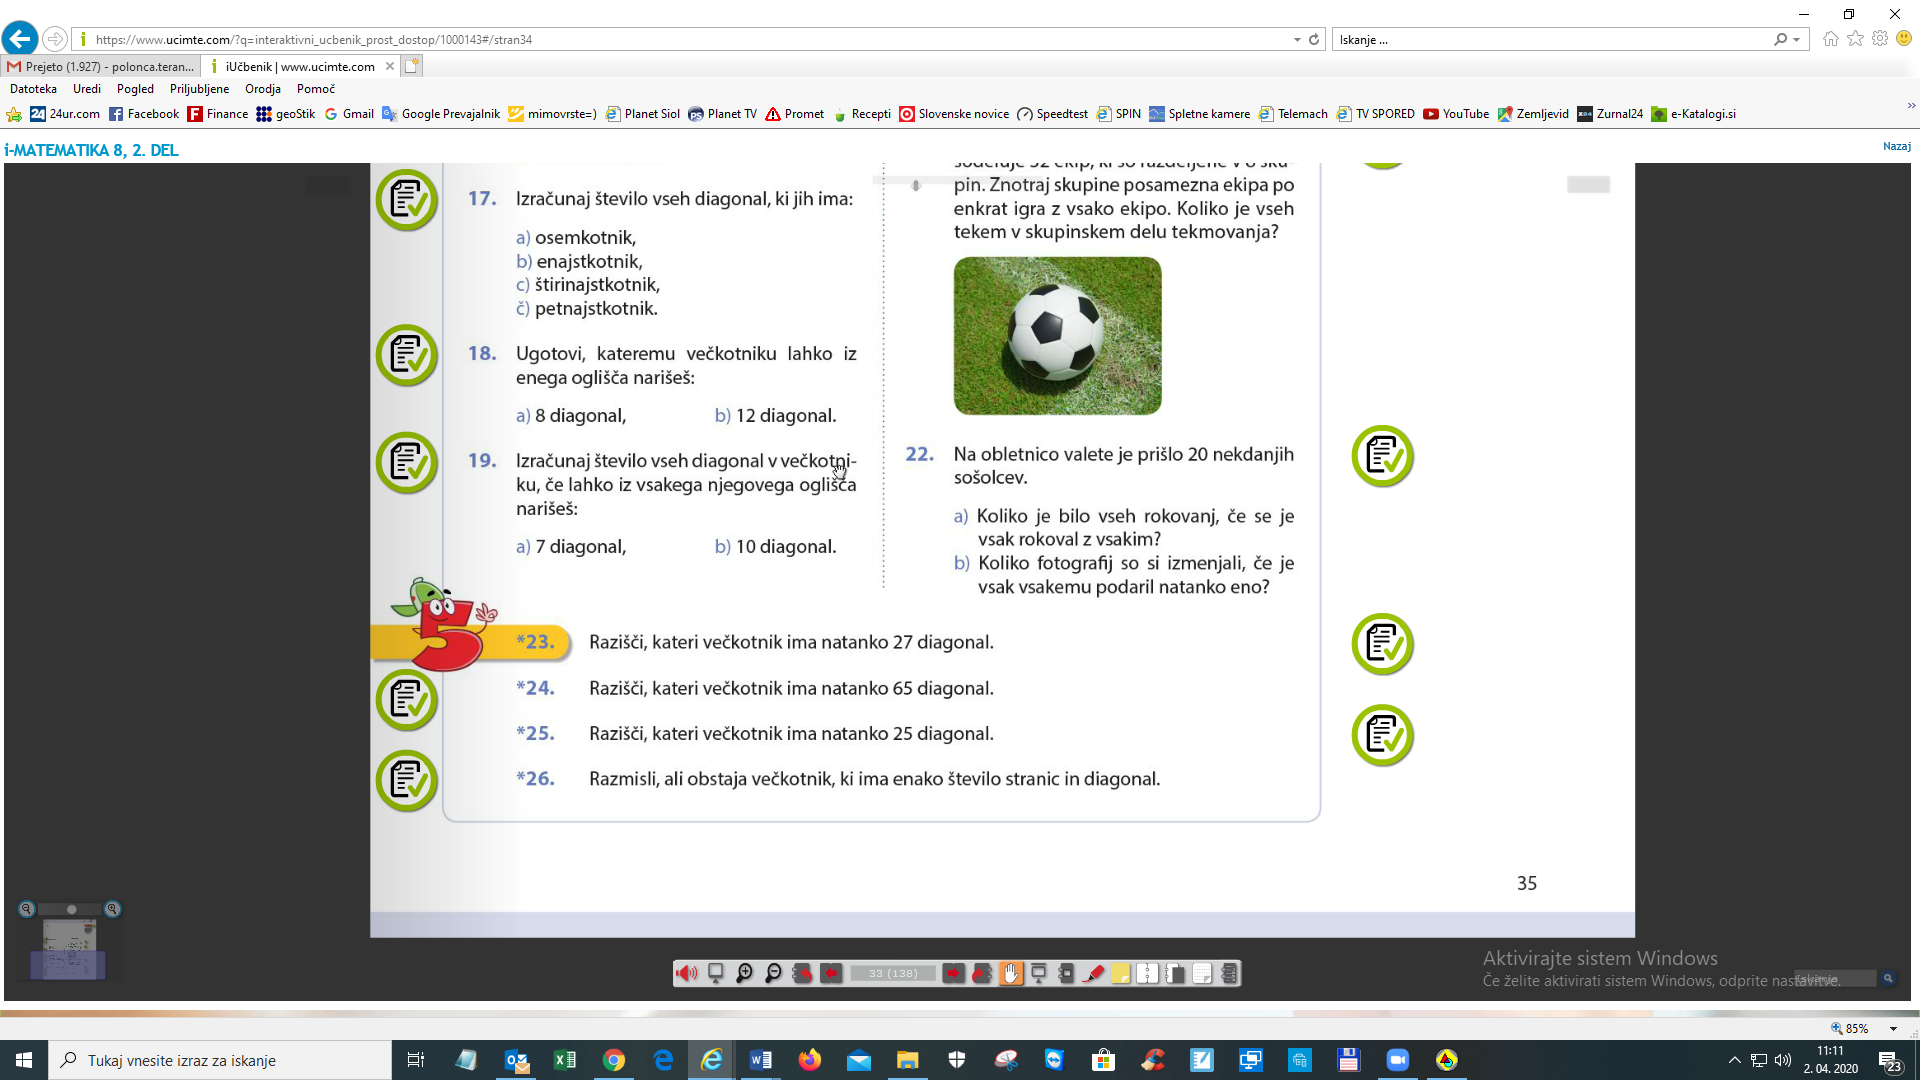 https://www.ucimte.com/?q=interaktivni_ucbenik_prost_dostop/1000143#/stran34
Iskanje ...
Prejeto (1.927) - polonca.teran...
iUčbenik | www.ucimte.com
Datoteka Uredi Pogled Priljubljene Orodja Pomoč
24ur.com Facebook Finance geoStik Gmail Google Prevajalnik mimovrste=) Planet Siol Planet TV Promet Recepti Slovenske novice Speedtest SPIN Spletne kamere Telemach TV SPORED YouTube Zemljevid Zurnal24 e-Katalogi.si
i-MATEMATIKA 8, 2. DEL
Nazaj
17. Izračunaj število vseh diagonal, ki jih ima:
a) osemkotnik,
b) enajstkotnik,
c) štirinajstkotnik,
č) petnajstkotnik.
18. Ugotovi, kateremu večkotniku lahko iz
enega oglišča narišeš:
a) 8 diagonal, b) 12 diagonal.
19. Izračunaj število vseh diagonal v večkotni-
ku, če lahko iz vsakega njegovega oglišča
narišeš:
a) 7 diagonal, b) 10 diagonal.
sodeluje 32 ekip, ki so razdeljene v 8 sku-
pin. Znotraj skupine posamezna ekipa po
enkrat igra z vsako ekipo. Koliko je vseh
tekem v skupinskem delu tekmovanja?
22. Na obletnico valete je prišlo 20 nekdanjih
sošolcev.
a) Koliko je bilo vseh rokovanj, če se je
vsak rokoval z vsakim?
b) Koliko fotografij so si izmenjali, če je
vsak vsakemu podaril natanko eno?
*23. Razišči, kateri večkotnik ima natanko 27 diagonal.
*24. Razišči, kateri večkotnik ima natanko 65 diagonal.
*25. Razišči, kateri večkotnik ima natanko 25 diagonal.
*26. Razmisli, ali obstaja večkotnik, ki ima enako število stranic in diagonal.
35
33 (138)
Aktivirajte sistem Windows
Če želite aktivirati sistem Windows, odprite nastavitve.
Iskanje
85%
Tukaj vnesite izraz za iskanje
11:11
2. 04. 2020
23